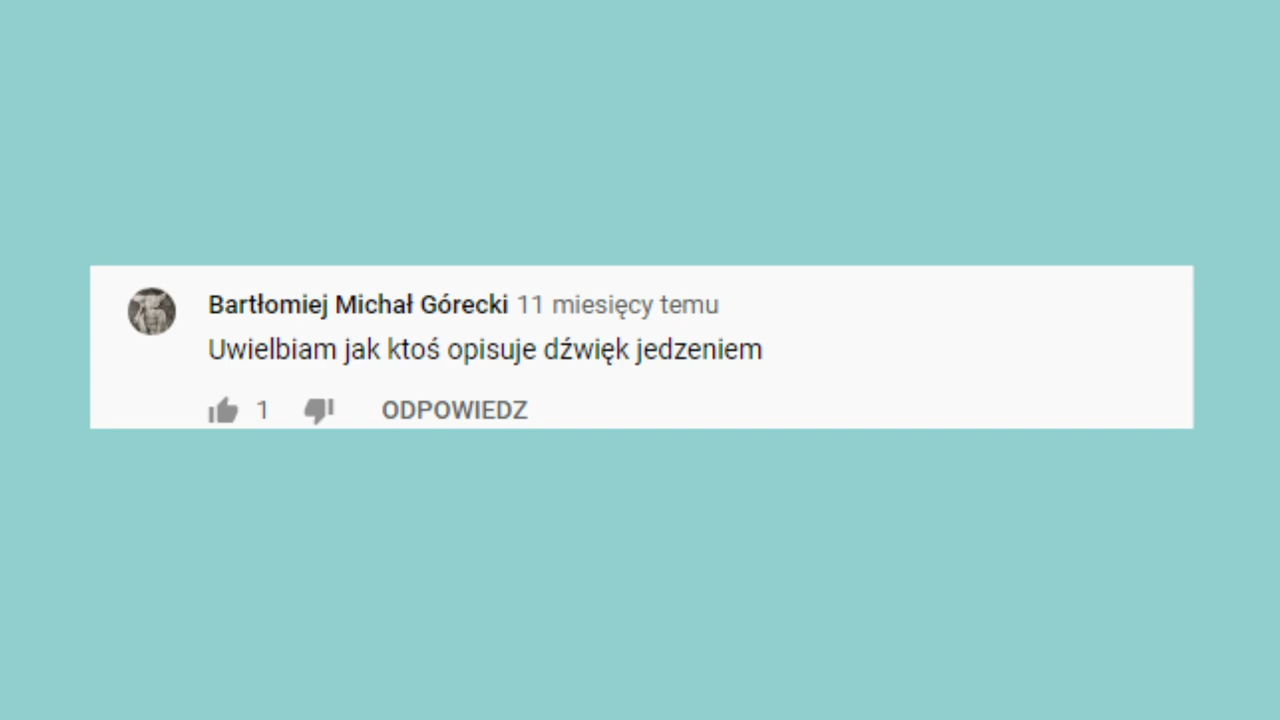 Bartłomiej Michał Górecki 11 miesięcy temu
Uwielbiam jak ktoś opisuje dźwięk jedzeniem
1 ODPOWIEDZ